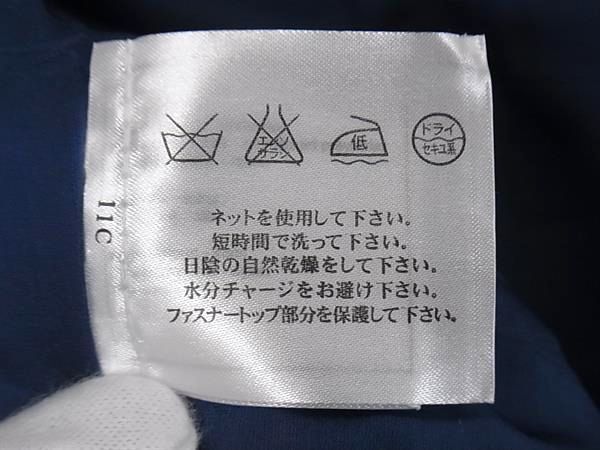 エンソ
サラシ
低
ドライ
セキユ系
ネットを使用して下さい。
短時間で洗って下さい。
日陰の自然乾燥をして下さい。
水分チャージをお避け下さい。
ファスナートップ部分を保護して下さい。
11C